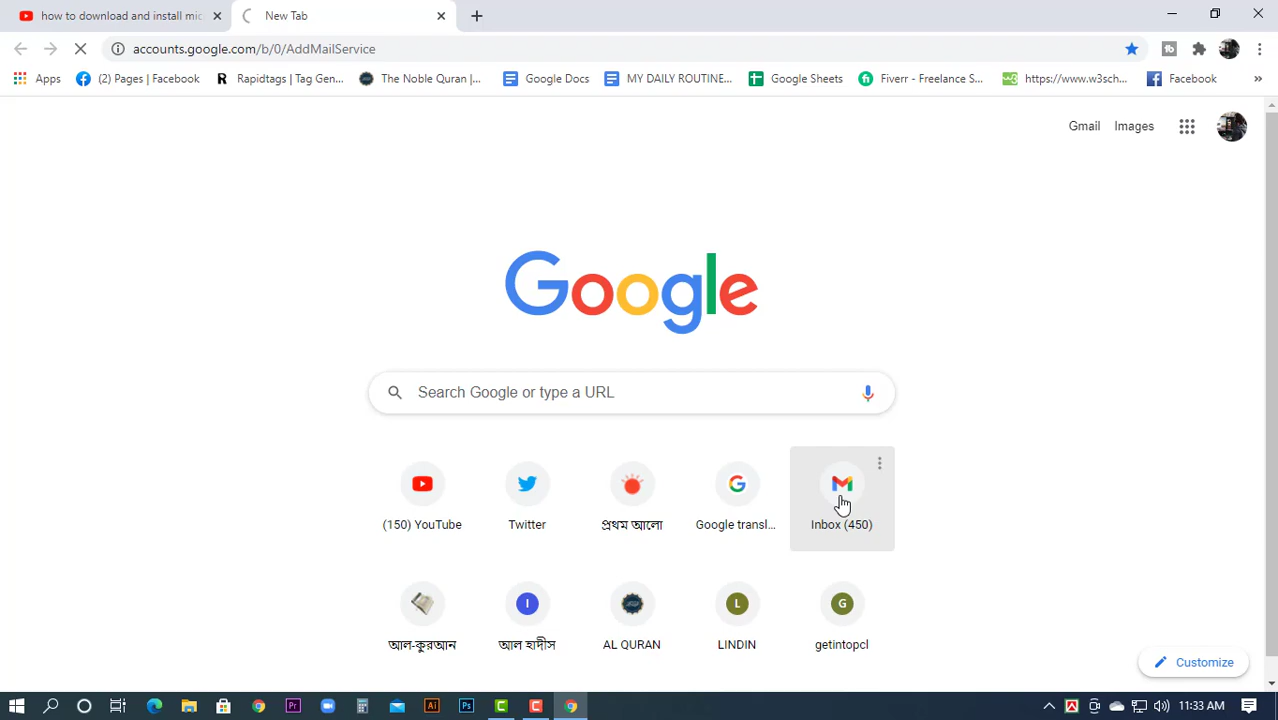 how to download and install mic
New Tab
accounts.google.com/b/0/AddMailService
Apps
(2) Pages | Facebook
Rapidtags | Tag Gen...
The Noble Quran |...
Google Docs
MY DAILY ROUTINE...
Google Sheets
Fiverr - Freelance S...
https://www.w3sch...
Facebook
Gmail
Images
Google
Search Google or type a URL
(150) YouTube
Twitter
প্রথম আলো
Google transl...
Inbox (450)
আল-কুরআন
আল হাদীস
AL QURAN
LINDIN
getintopcl
Customize
11:33 AM